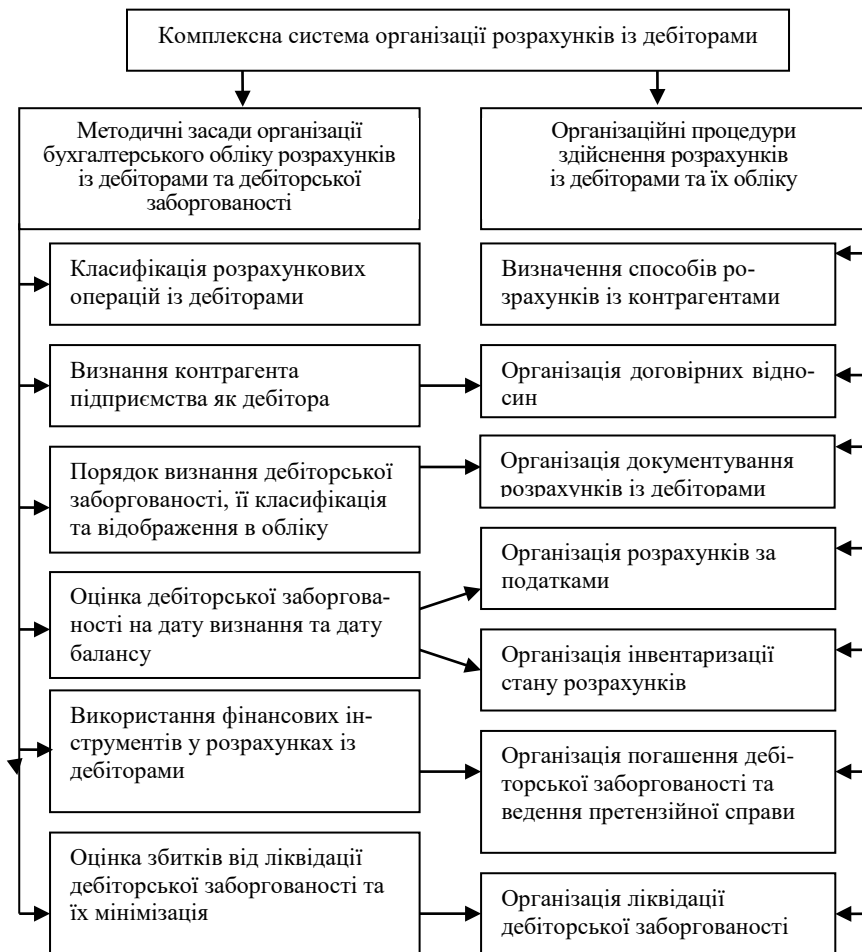 Комплексна система організації розрахунків із дебіторами
Методичні засади організації
бухгалтерського обліку розрахунків
із дебіторами та дебіторської
заборгованості
Організаційні процедури
здійснення розрахунків
із дебіторами та їх обліку
Класифікація розрахункових
операцій із дебіторами
Визначення способів ро-
зрахунків із контрагентами
Визнання контрагента
підприємства як дебітора
Організація договірних відно-
син
Порядок визнання дебіторської
заборгованості, її класифікація
та відображення в обліку
Організація документування
розрахунків із дебіторами
Оцінка дебіторської заборгова-
ності на дату визнання та дату
балансу
Організація розрахунків за
податками
Організація інвентаризації
стану розрахунків
Використання фінансових ін-
струментів у розрахунках із
дебіторами
Організація погашення дебі-
торської заборгованості та
ведення претензійної справи
Оцінка збитків від ліквідації
дебіторської заборгованості та
їх мінімізація
Організація ліквідації
дебіторської заборгованості